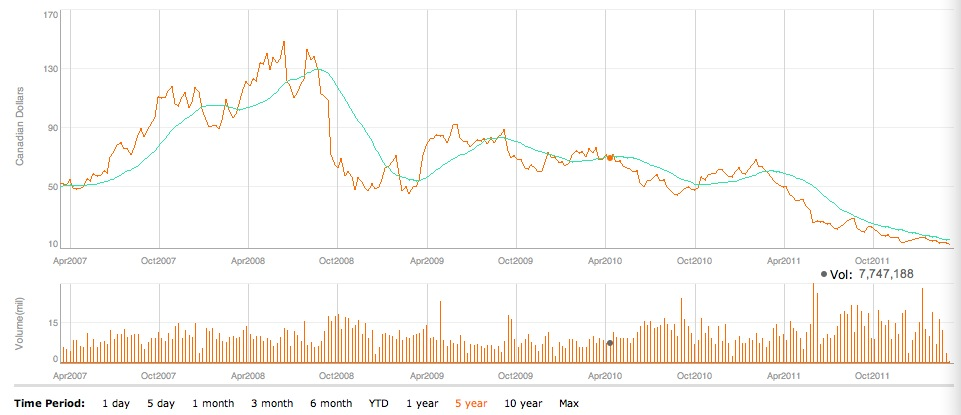 170
130
90
50
10
Canadian Dollars
Apr2007 Oct2007 Apr2008 Oct2008 Apr2009 Oct2009 Apr2010 Oct2010 Apr2011 Oct2011
Vol: 7,747,188
15
0
Volume(mil)
Apr2007 Oct2007 Apr2008 Oct2008 Apr2009 Oct2009 Apr2010 Oct2010 Apr2011 Oct2011
Time Period: 1 day 5 day 1 month 3 month 6 month YTD 1 year 5 year 10 year Max